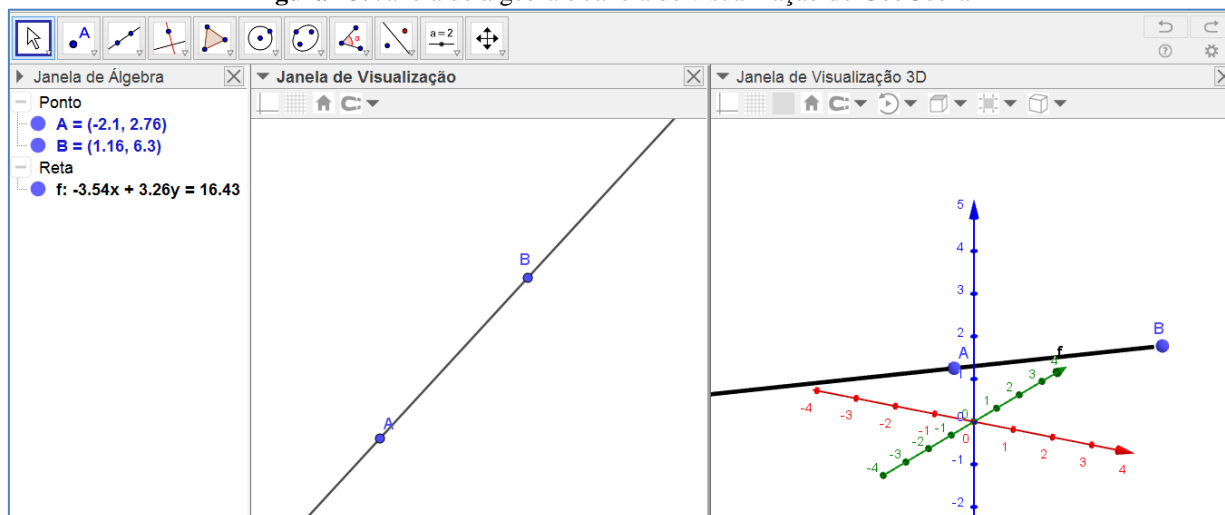 A
a = 2
Janela de Álgebra
Janela de Visualização
Janela de Visualização 3D
Ponto
A = (-2.1, 2.76)
B = (1.16, 6.3)
Reta
f: -3.54x + 3.26y = 16.43
B
A
5
4
3
2
1
0
-1
-2
B
A
f
-4
-3
-2
-1
0
1
2
3
4
-4
-3
-2
-1
0
1
2
3
4